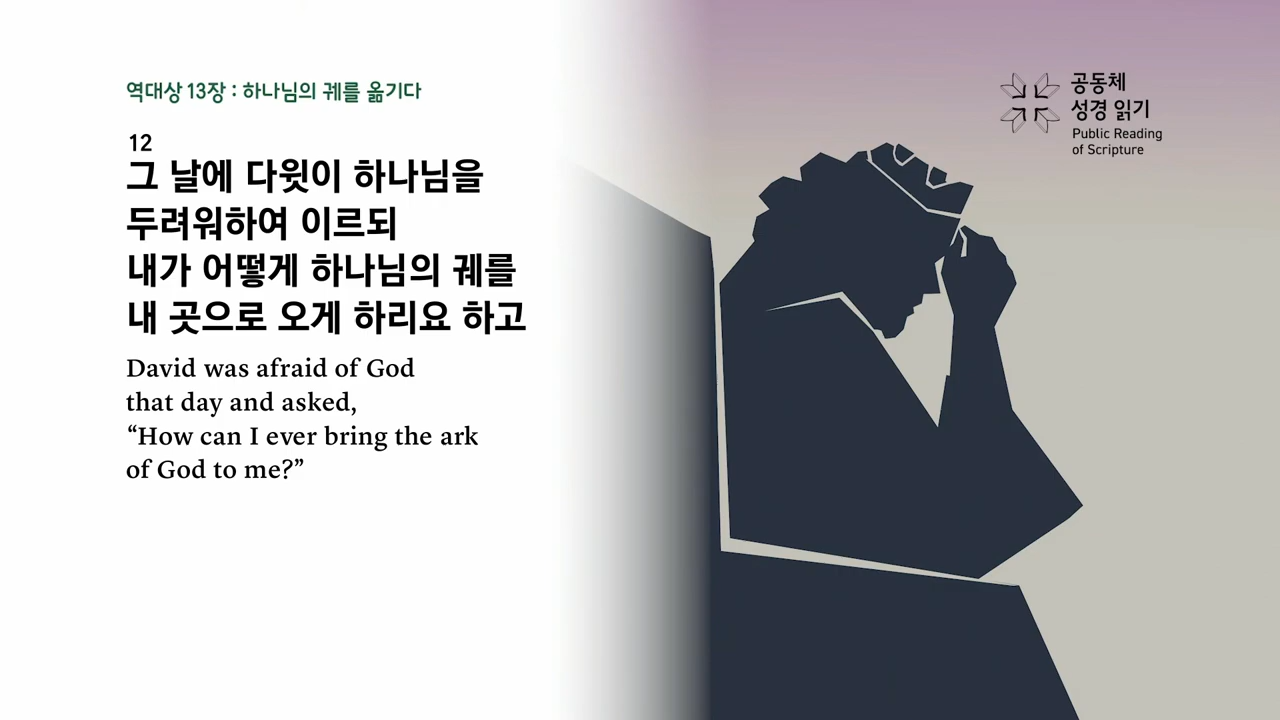 역대상 13장 : 하나님의 궤를 옮기다
12
그 날에 다윗이 하나님을
두려워하여 이르되
내가 어떻게 하나님의 궤를
내 곳으로 오게 하리요 하고
David was afraid of God
that day and asked,
“How can I ever bring the ark
of God to me?”
공동체
성경 읽기
Public Reading
of Scripture